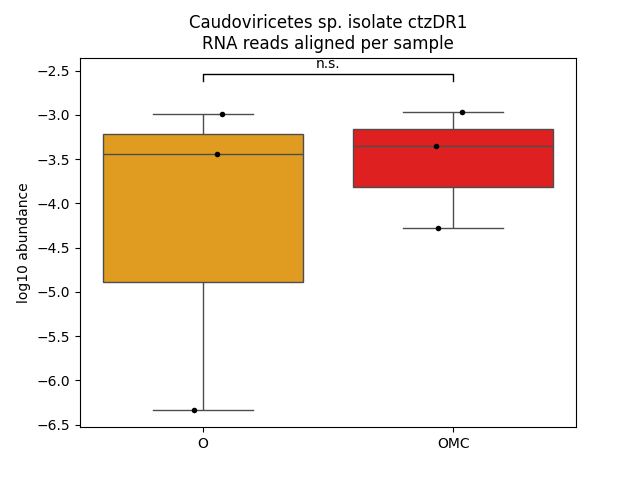 Caudoviricetes sp. isolate ctzDR1
RNA reads aligned per sample
n.s.
log10 abundance
−2.5
−3.0
−3.5
−4.0
−4.5
−5.0
−5.5
−6.0
−6.5
O
OMC